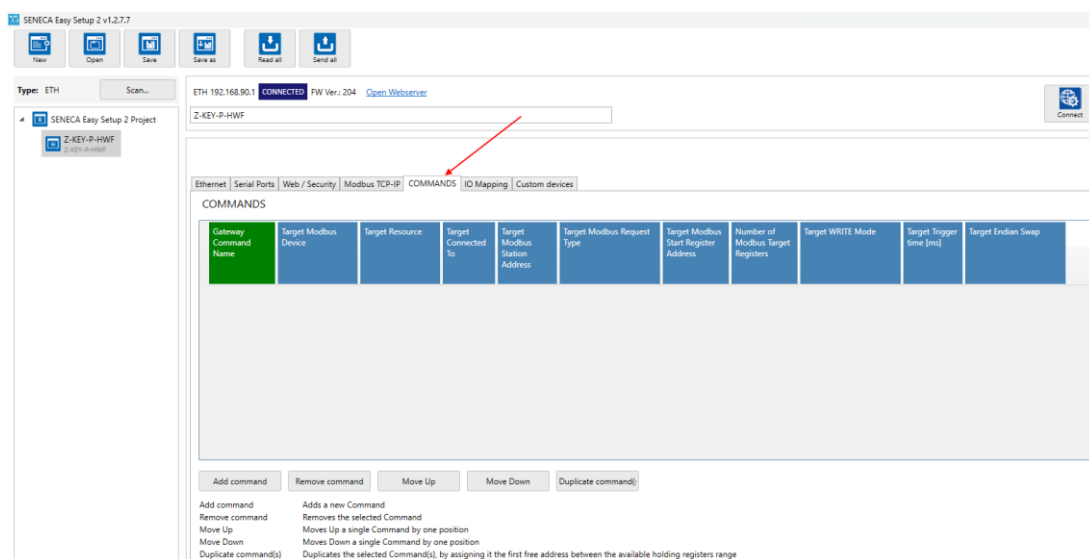 SENECA Easy Setup 2 v1.2.7.7
New Open Save Save as Read all Send all
Type: ETH Scan...
ETH 192.168.90.1 CONNECTED FW Ver.: 204 Open Webserver
Connect
Z-KEY-P-HWF
SENECA Easy Setup 2 Project
Z-KEY-P-HWF
Z-KEY-P-HWF
Ethernet Serial Ports Web / Security Modbus TCP-IP COMMANDS IO Mapping Custom devices
COMMANDS
Gateway Command Name
Target Modbus Device
Target Resource
Target Connected To
Target Modbus Station Address
Target Modbus Request Type
Target Modbus Start Register Address
Number of Modbus Target Registers
Target WRITE Mode
Target Trigger time [ms]
Target Endian Swap
Add command Remove command Move Up Move Down Duplicate command(
Add command Adds a new Command
Remove command Removes the selected Command
Move Up Moves Up a single Command by one position
Move Down Moves Down a single Command by one position
Duplicate command(s) Duplicates the selected Command(s), by assigning it the first free address between the available holding registers range